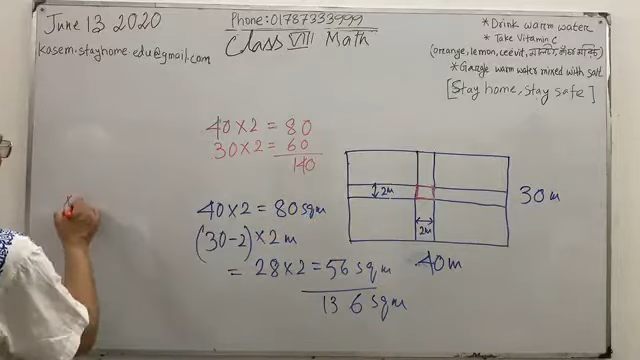 June 13 2020
kasem.stayhome.edu@gmail.com
Phone: 01787333999
Class VIII Math
* Drink warm water
* Take Vitamin C
(orange, lemon, ceevit,
* Gargle warm water mixed with salt
[Stay home, stay safe]
40×2 = 80
30×2 = 60
140
40×2 = 80 sqm
(30-2)×2 m
= 28×2 = 56 sqm
136 sqm
2M
2M
30 m
40m